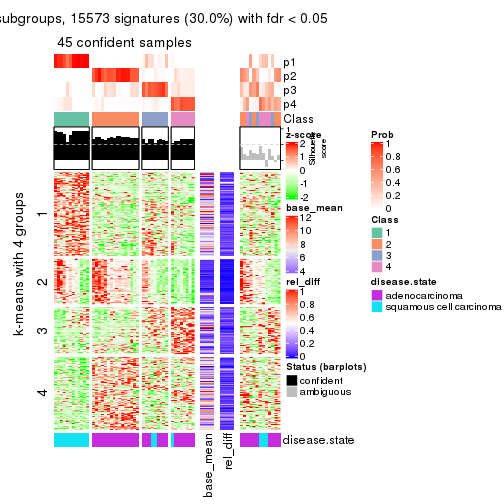 subgroups, 15573 signatures (30.0%) with fdr < 0.05
45 confident samples
p1
p2
p3
p4
Class
1
Silhouette
score
k-means with 4 groups
1
2
3
4
base_mean
rel_diff
disease.state
z-score
2
1
0
-1
-2
base_mean
12
10
8
6
4
rel_diff
1
0.8
0.6
0.4
0.2
0
Status (barplots)
confident
ambiguous
Prob
1
0.8
0.6
0.4
0.2
0
Class
1
2
3
4
disease.state
adenocarcinoma
squamous cell carcinoma